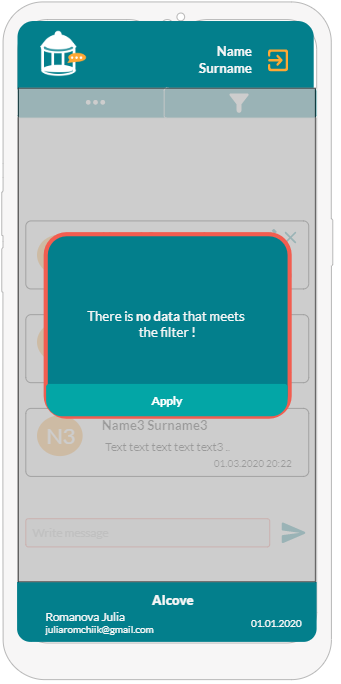 Name
Surname
There is no data that meets
the filter !
Apply
N3
Name3 Surname3
Text text text text text3 ..
01.03.2020 20:22
Write message
Alcove
Romanova Julia
juliaromchiik@gmail.com
01.01.2020